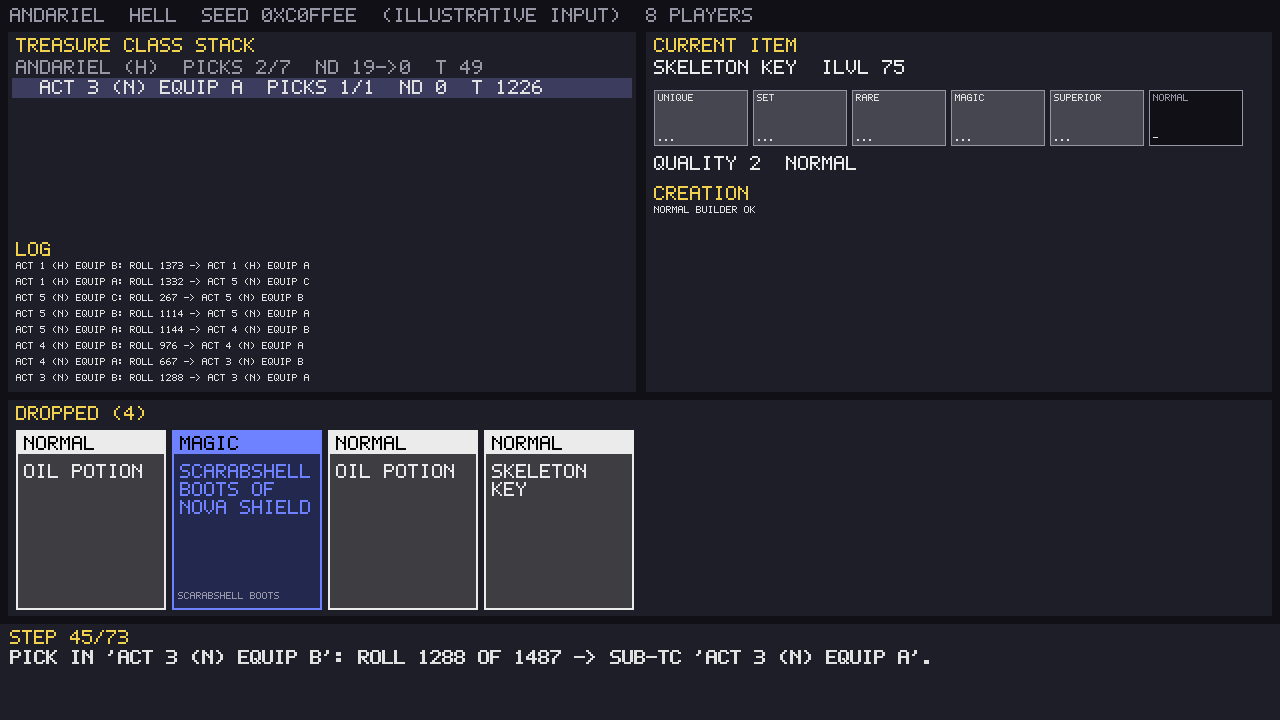 ANDARIEL  HELL  SEED 0XC0FFEE  (ILLUSTRATIVE INPUT)  8 PLAYERS
TREASURE CLASS STACK
ANDARIEL (H)  PICKS 2/7  ND 19->0  T 49
ACT 3 (N) EQUIP A  PICKS 1/1  ND 0  T 1226
LOG
ACT 1 (H) EQUIP B: ROLL 1373 -> ACT 1 (H) EQUIP A
ACT 1 (H) EQUIP A: ROLL 1332 -> ACT 5 (N) EQUIP C
ACT 5 (N) EQUIP C: ROLL 267 -> ACT 5 (N) EQUIP B
ACT 5 (N) EQUIP B: ROLL 1114 -> ACT 5 (N) EQUIP A
ACT 5 (N) EQUIP A: ROLL 1144 -> ACT 4 (N) EQUIP B
ACT 4 (N) EQUIP B: ROLL 976 -> ACT 4 (N) EQUIP A
ACT 4 (N) EQUIP A: ROLL 667 -> ACT 3 (N) EQUIP B
ACT 3 (N) EQUIP B: ROLL 1288 -> ACT 3 (N) EQUIP A
CURRENT ITEM
SKELETON KEY  ILVL 75
UNIQUE
...
SET
...
RARE
...
MAGIC
...
SUPERIOR
...
NORMAL
_
QUALITY 2  NORMAL
CREATION
NORMAL BUILDER OK
DROPPED (4)
NORMAL
OIL POTION
MAGIC
SCARABSHELL
BOOTS OF
NOVA SHIELD
SCARABSHELL BOOTS
NORMAL
OIL POTION
NORMAL
SKELETON
KEY
STEP 45/73
PICK IN 'ACT 3 (N) EQUIP B': ROLL 1288 OF 1487 -> SUB-TC 'ACT 3 (N) EQUIP A'.